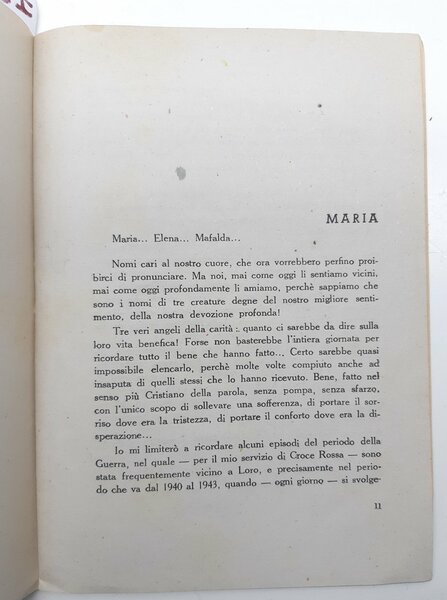 MARIA
Maria... Elena... Mafalda...
Nomi cari al nostro cuore, che ora vorrebbero perfino proi-
birci di pronunciare. Ma noi, mai come oggi li sentiamo vicini,
mai come oggi profondamente li amiamo, perchè sappiamo che
sono i nomi di tre creature degne del nostro migliore senti-
mento, della nostra devozione profonda!
Tre veri angeli della carità: quanto ci sarebbe da dire sulla
loro vita benefica! Forse non basterebbe l'intiera giornata per
ricordare tutto il bene che hanno fatto... Certo sarebbe quasi
impossibile elencarlo, perchè molte volte compiuto anche ad
insaputa di quelli stessi che lo hanno ricevuto. Bene, fatto nel
senso più Cristiano della parola, senza pompa, senza sfarzo,
con l'unico scopo di sollevare una sofferenza, di portare il sor-
riso dove era la tristezza, di portare il conforto dove era la di-
sperazione...
Io mi limiterò a ricordare alcuni episodi del periodo della
Guerra, nel quale — per il mio servizio di Croce Rossa — sono
stata frequentemente vicino a Loro, e precisamente nel perio-
do che va dal 1940 al 1943, quando — ogni giorno — si svolge-
11